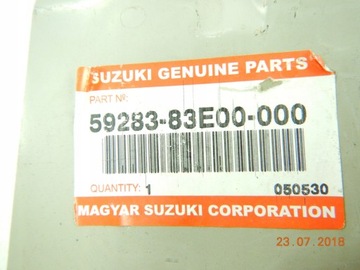 SUZUKI GENUINE PARTS
PART №:
59283-83E00-000
QUANTITY: 1 050530
MAGYAR SUZUKI CORPORATION
23.07.2018